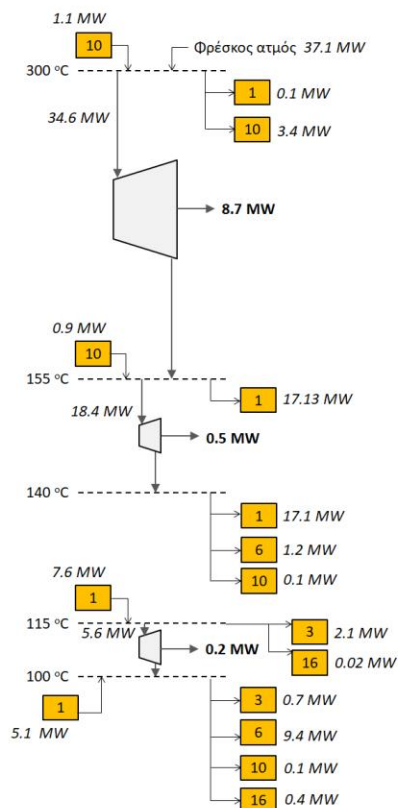 1.1 MW
10
Φρέσκος ατμός 37.1 MW
300 °C
1 0.1 MW
34.6 MW
10 3.4 MW
8.7 MW
0.9 MW
10
155 °C
1 17.13 MW
18.4 MW
0.5 MW
140 °C
1 17.1 MW
6 1.2 MW
7.6 MW
10 0.1 MW
1
115 °C
5.6 MW
3 2.1 MW
0.2 MW
16 0.02 MW
100 °C
1
3 0.7 MW
5.1 MW
6 9.4 MW
10 0.1 MW
16 0.4 MW